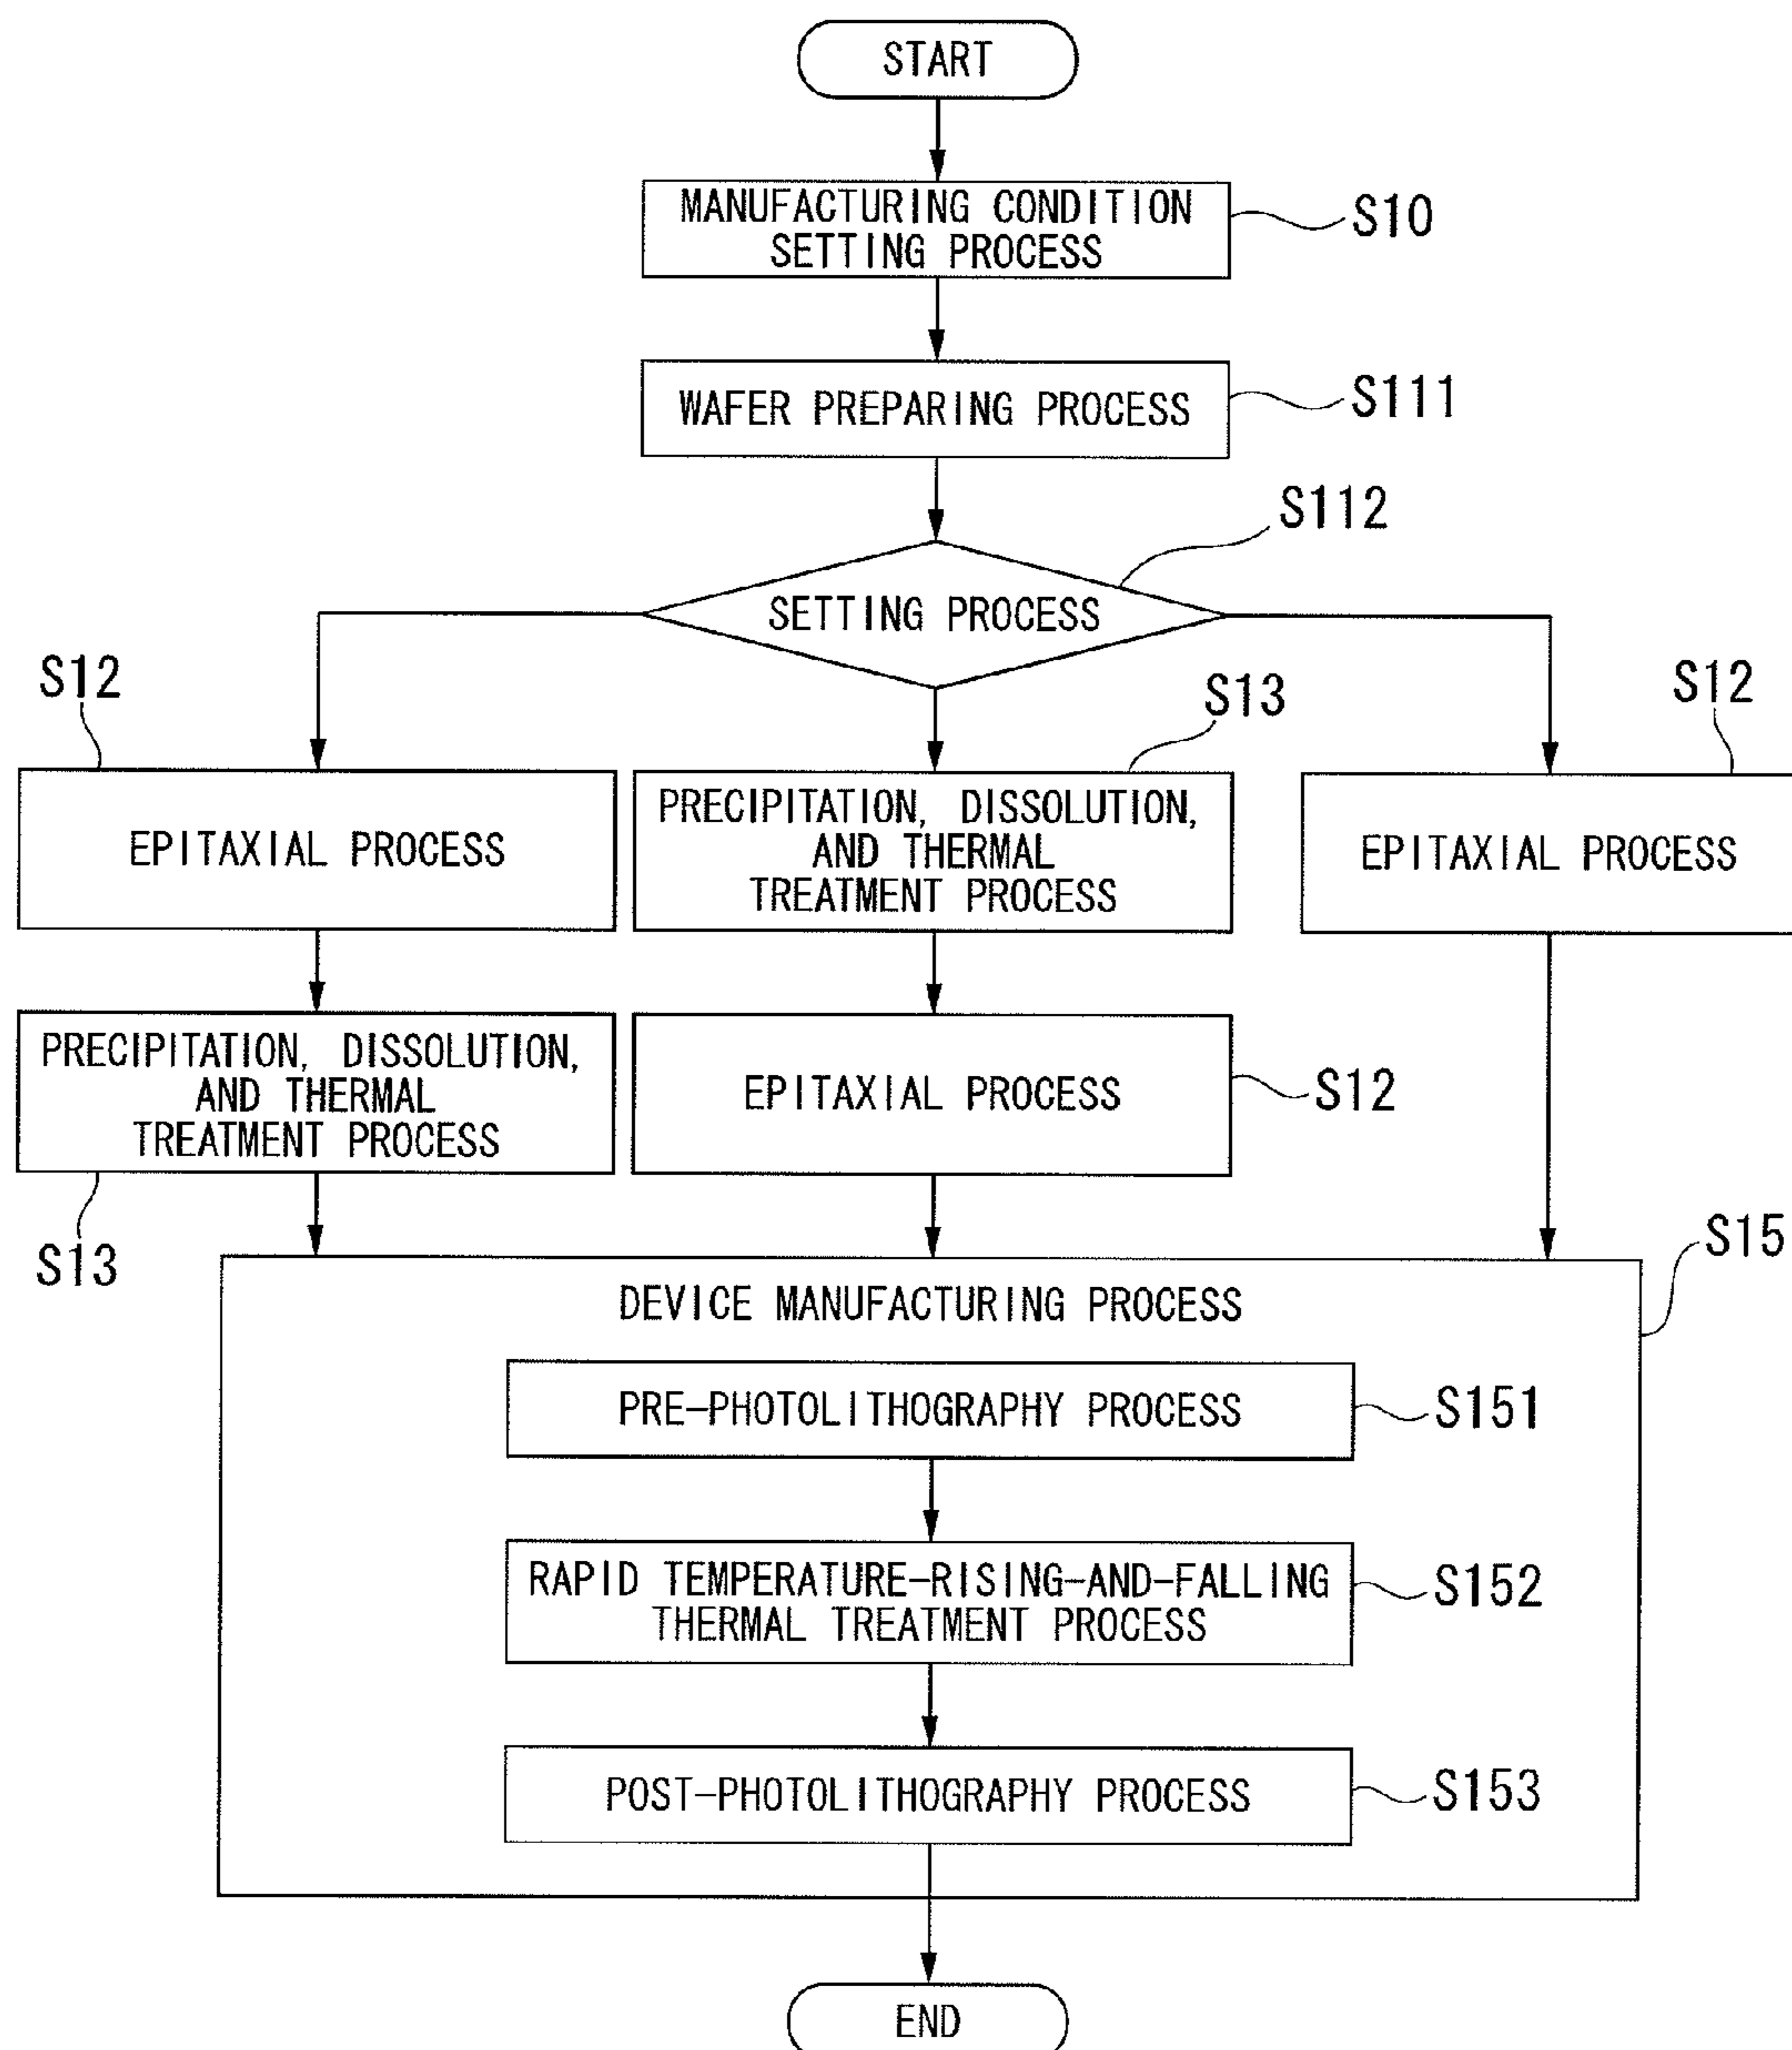 START
MANUFACTURING CONDITION
SETTING PROCESS
S10
WAFER PREPARING PROCESS
S111
S112
SETTING PROCESS
S12
S13
S12
EPITAXIAL PROCESS
PRECIPITATION, DISSOLUTION,
AND THERMAL
TREATMENT PROCESS
EPITAXIAL PROCESS
PRECIPITATION, DISSOLUTION,
AND THERMAL
TREATMENT PROCESS
EPITAXIAL PROCESS
S12
S13
S15
DEVICE MANUFACTURING PROCESS
PRE-PHOTOLITHOGRAPHY PROCESS
S151
RAPID TEMPERATURE-RISING-AND-FALLING
THERMAL TREATMENT PROCESS
S152
POST-PHOTOLITHOGRAPHY PROCESS
S153
END